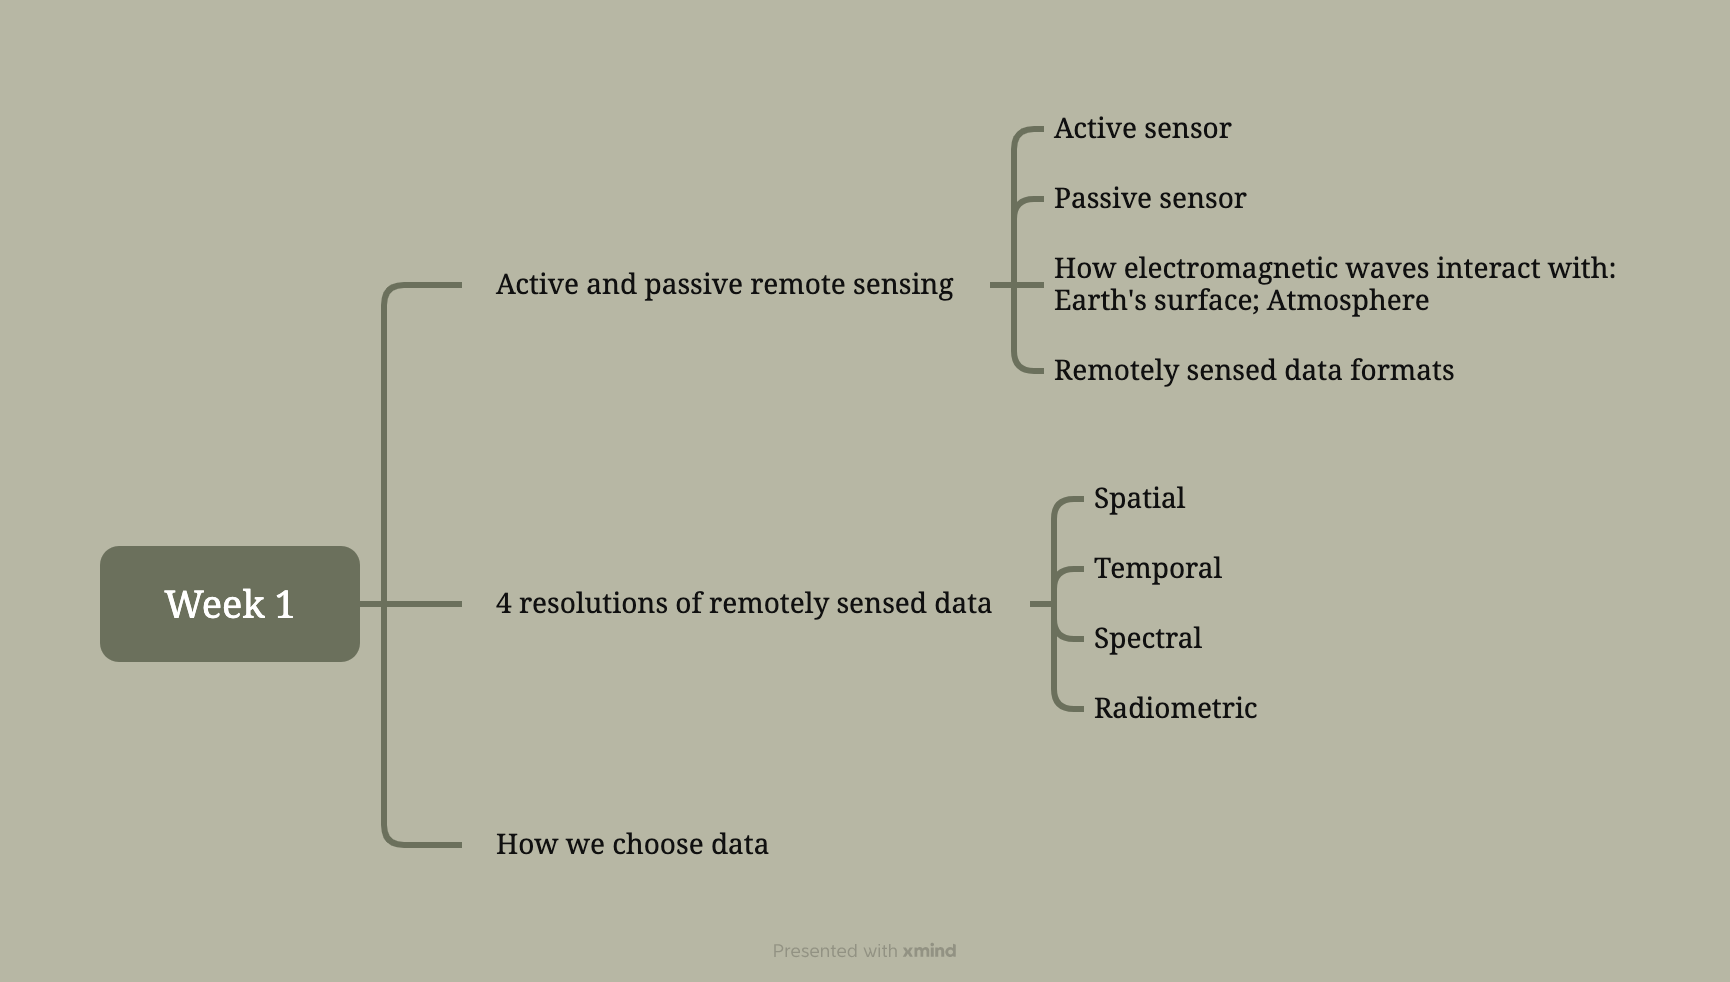 Week 1
Active and passive remote sensing
Active sensor
Passive sensor
How electromagnetic waves interact with:
Earth's surface; Atmosphere
Remotely sensed data formats
4 resolutions of remotely sensed data
Spatial
Temporal
Spectral
Radiometric
How we choose data
Presented with xmind